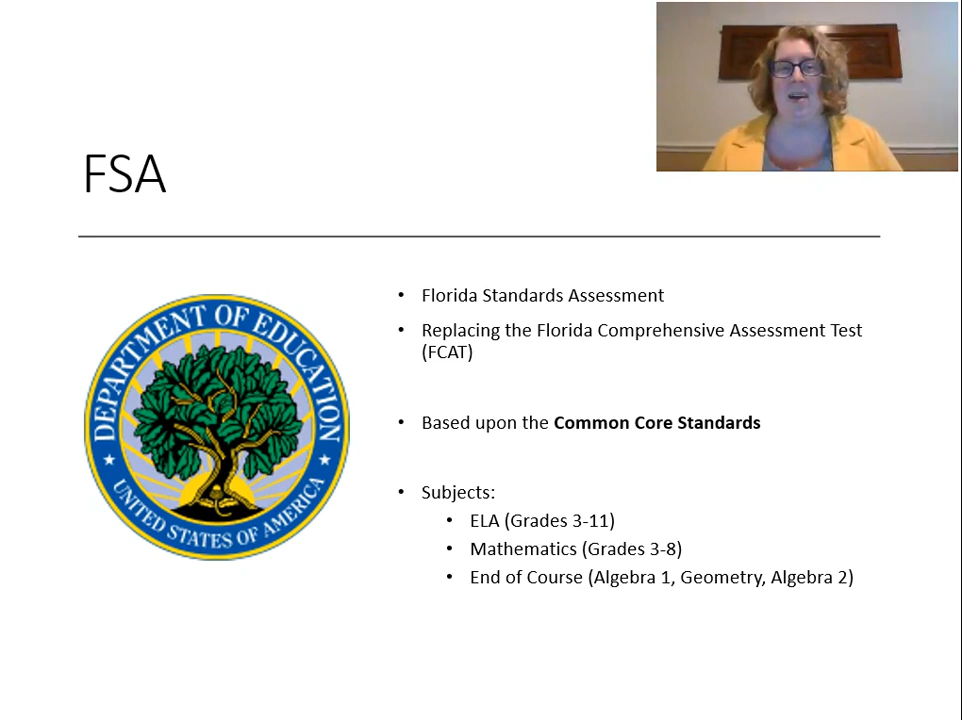 FSA
DEPARTMENT OF EDUCATION
UNITED STATES OF AMERICA
• Florida Standards Assessment
• Replacing the Florida Comprehensive Assessment Test
(FCAT)
• Based upon the Common Core Standards
• Subjects:
• ELA (Grades 3-11)
• Mathematics (Grades 3-8)
• End of Course (Algebra 1, Geometry, Algebra 2)